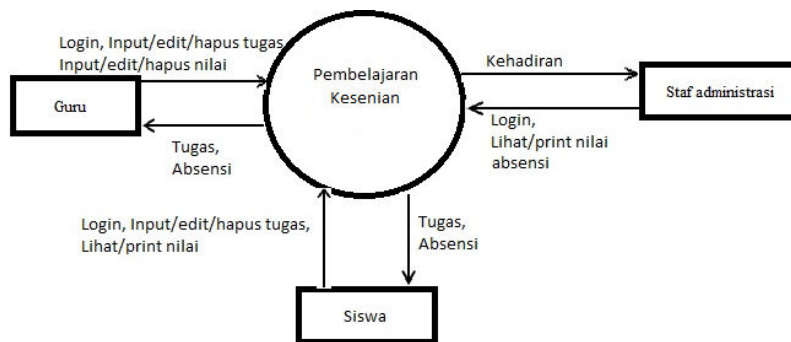 Login, Input/edit/hapus tugas
Input/edit/hapus nilai
Guru
Tugas,
Absensi
Pembelajaran
Kesenian
Kehadiran
Staf administrasi
Login,
Lihat/print nilai
absensi
Login, Input/edit/hapus tugas,
Lihat/print nilai
Tugas,
Absensi
Siswa